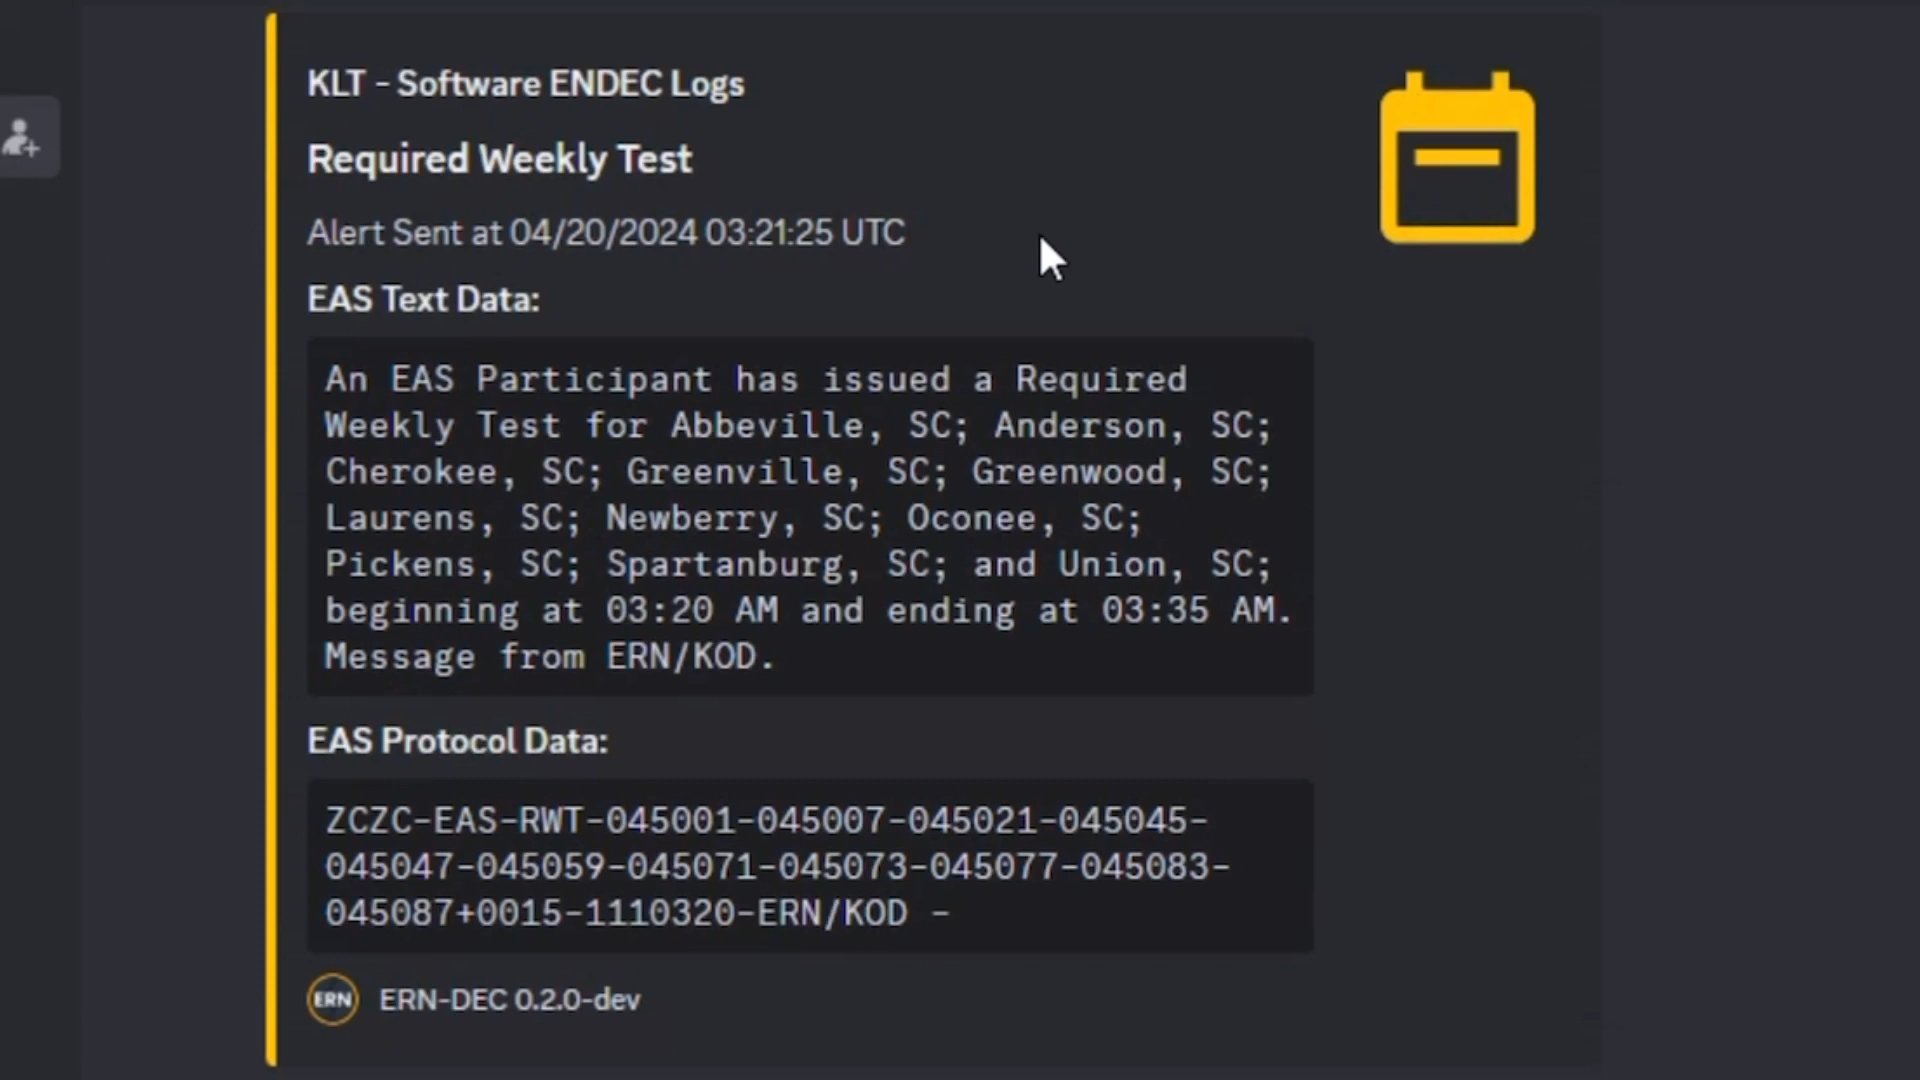 KLT - Software ENDEC Logs
Required Weekly Test
Alert Sent at 04/20/2024 03:21:25 UTC
EAS Text Data:
An EAS Participant has issued a Required
Weekly Test for Abbeville, SC; Anderson, SC;
Cherokee, SC; Greenville, SC; Greenwood, SC;
Laurens, SC; Newberry, SC; Oconee, SC;
Pickens, SC; Spartanburg, SC; and Union, SC;
beginning at 03:20 AM and ending at 03:35 AM.
Message from ERN/KOD.
EAS Protocol Data:
ZCZC-EAS-RWT-045001-045007-045021-045045-
045047-045059-045071-045073-045077-045083-
045087+0015-1110320-ERN/KOD -
ERN ERN-DEC 0.2.0-dev